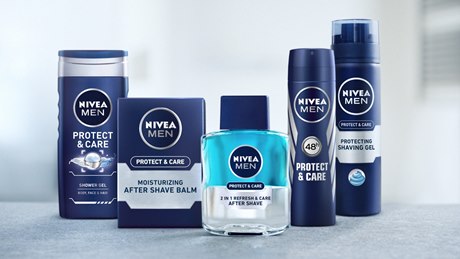 NIVEA
MEN
PROTECT
& CARE
SHOWER GEL
BODY, FACE & HAIR
NIVEA
MEN
PROTECT & CARE
MOISTURIZING
AFTER SHAVE BALM
NIVEA
MEN
PROTECT & CARE
2 IN 1 REFRESH & CARE
AFTER SHAVE
NIVEA
MEN
48h
PROTECT
& CARE
NIVEA
MEN
PROTECT & CARE
PROTECTING
SHAVING GEL